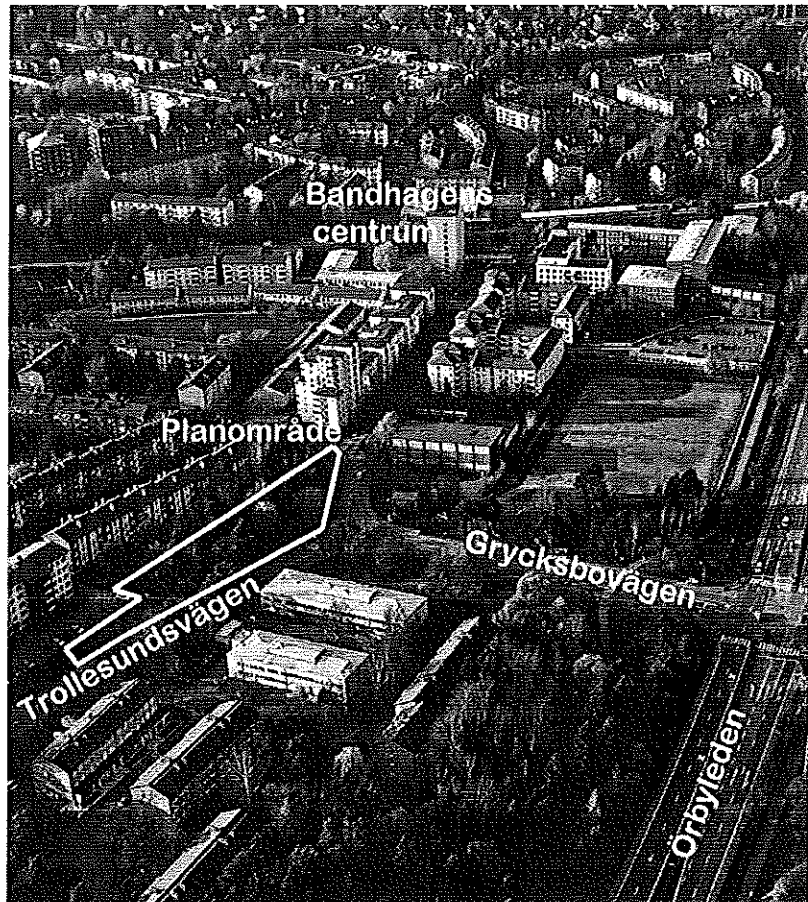 Bandhagens
centrum
Planområde
Grycksbovägen
Trollesundsvägen
Örbyleden